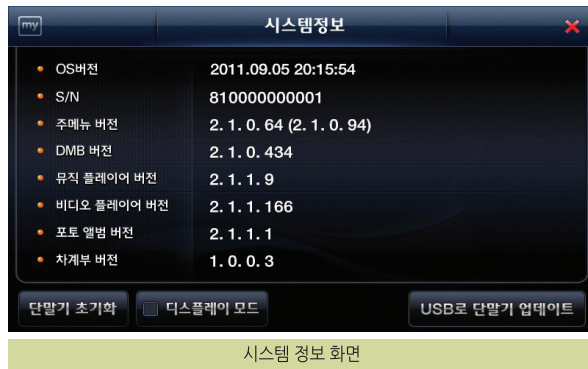 my 시스템정보
OS버전 2011.09.05 20:15:54
S/N 810000000001
주메뉴 버전 2. 1. 0. 64 (2. 1. 0. 94)
DMB 버전 2. 1. 0. 434
뮤직 플레이어 버전 2. 1. 1. 9
비디오 플레이어 버전 2. 1. 1. 166
포토 앨범 버전 2. 1. 1. 1
차계부 버전 1. 0. 0. 3
단말기 초기화 디스플레이 모드 USB로 단말기 업데이트
시스템 정보 화면